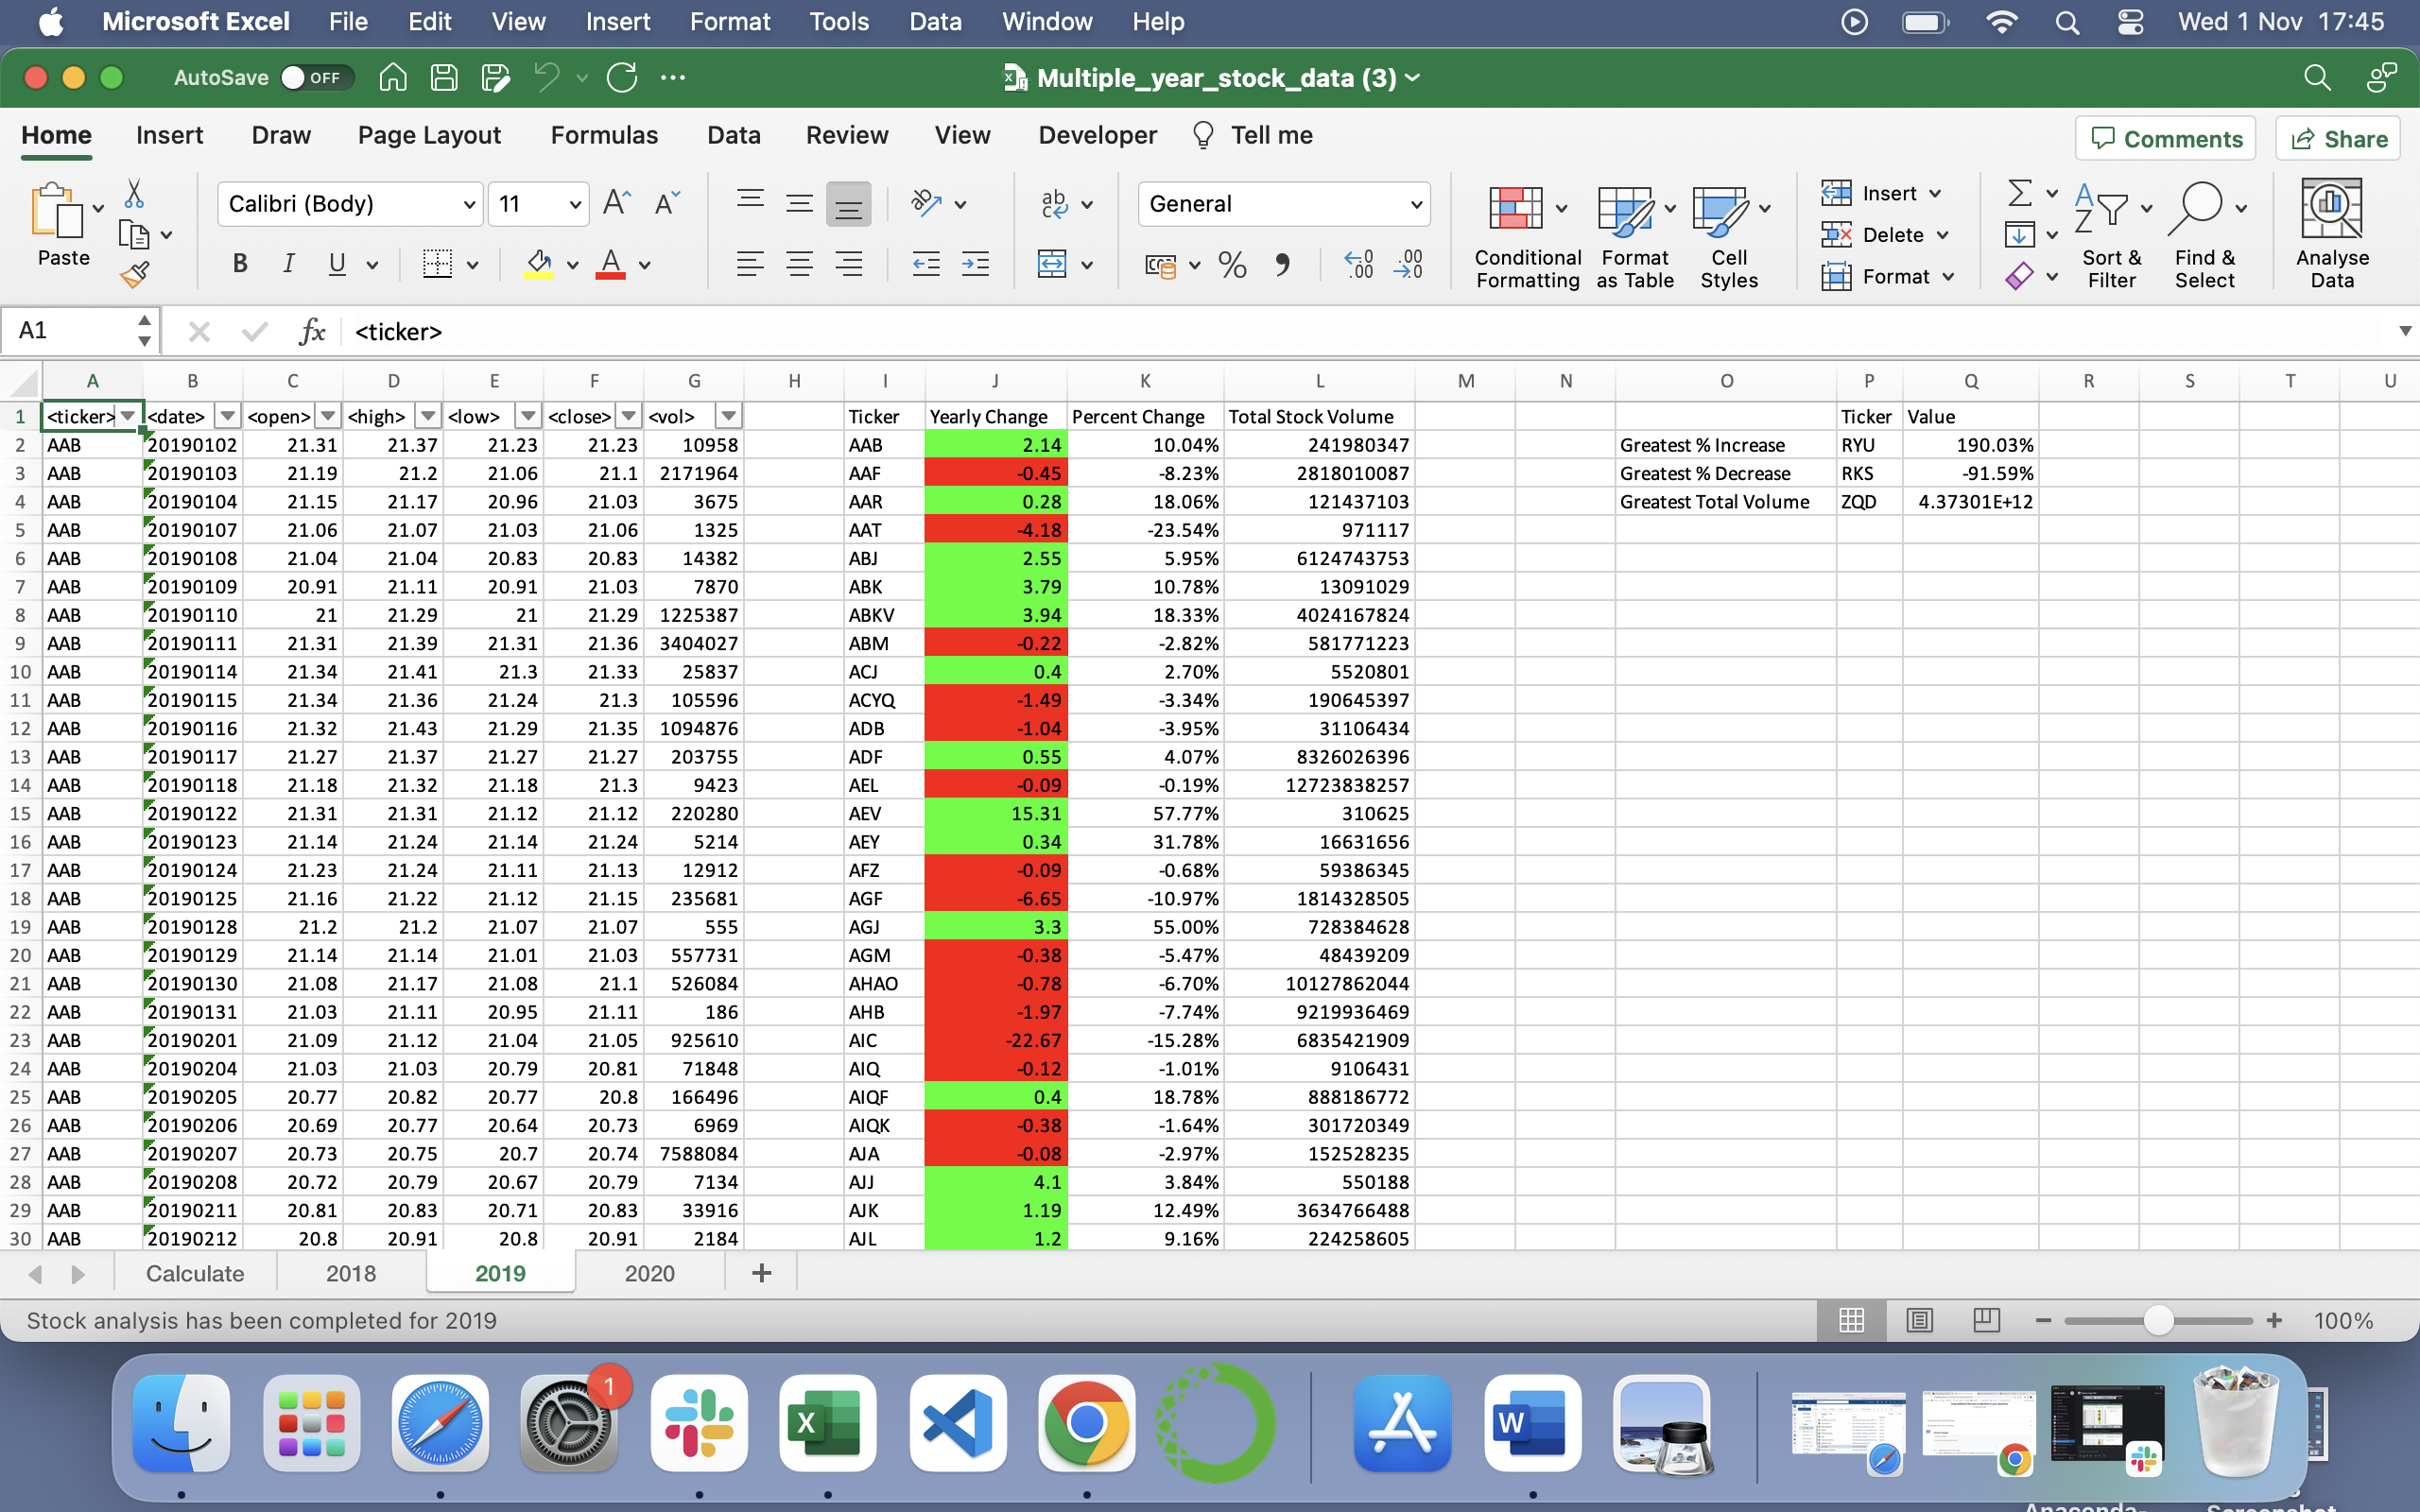 Microsoft Excel File Edit View Insert Format Tools Data Window Help Wed 1 Nov 17:45
AutoSave OFF Multiple_year_stock_data (3)
Home Insert Draw Page Layout Formulas Data Review View Developer Tell me Comments Share
Paste Calibri (Body) 11 General Conditional Formatting Format as Table Cell Styles Insert Delete Format Sort & Filter Find & Select Analyse Data
A1 fx <ticker>
A B C D E F G H I J K L M N O P Q R S T U
1 <ticker> <date> <open> <high> <low> <close> <vol> Ticker Yearly Change Percent Change Total Stock Volume Ticker Value
2 AAB 20190102 21.31 21.37 21.23 21.23 10958 AAB 2.14 10.04% 241980347 Greatest % Increase RYU 190.03%
3 AAB 20190103 21.19 21.2 21.06 21.1 2171964 AAF -0.45 -8.23% 2818010087 Greatest % Decrease RKS -91.59%
4 AAB 20190104 21.15 21.17 20.96 21.03 3675 AAR 0.28 18.06% 121437103 Greatest Total Volume ZQD 4.37301E+12
5 AAB 20190107 21.06 21.07 21.03 21.06 1325 AAT -4.18 -23.54% 971117
6 AAB 20190108 21.04 21.04 20.83 20.83 14382 ABJ 2.55 5.95% 6124743753
7 AAB 20190109 20.91 21.11 20.91 21.03 7870 ABK 3.79 10.78% 13091029
8 AAB 20190110 21 21.29 21 21.29 1225387 ABKV 3.94 18.33% 4024167824
9 AAB 20190111 21.31 21.39 21.31 21.36 3404027 ABM -0.22 -2.82% 581771223
10 AAB 20190114 21.34 21.41 21.3 21.33 25837 ACJ 0.4 2.70% 5520801
11 AAB 20190115 21.34 21.36 21.24 21.3 105596 ACYQ -1.49 -3.34% 190645397
12 AAB 20190116 21.32 21.43 21.29 21.35 1094876 ADB -1.04 -3.95% 31106434
13 AAB 20190117 21.27 21.37 21.27 21.27 203755 ADF 0.55 4.07% 8326026396
14 AAB 20190118 21.18 21.32 21.18 21.3 9423 AEL -0.09 -0.19% 12723838257
15 AAB 20190122 21.31 21.31 21.12 21.12 220280 AEV 15.31 57.77% 310625
16 AAB 20190123 21.14 21.24 21.14 21.24 5214 AEY 0.34 31.78% 16631656
17 AAB 20190124 21.23 21.24 21.11 21.13 12912 AFZ -0.09 -0.68% 59386345
18 AAB 20190125 21.16 21.22 21.12 21.15 235681 AGF -6.65 -10.97% 1814328505
19 AAB 20190128 21.2 21.2 21.07 21.07 555 AGJ 3.3 55.00% 728384628
20 AAB 20190129 21.14 21.14 21.01 21.03 557731 AGM -0.38 -5.47% 48439209
21 AAB 20190130 21.08 21.17 21.08 21.1 526084 AHAO -0.78 -6.70% 10127862044
22 AAB 20190131 21.03 21.11 20.95 21.11 186 AHB -1.97 -7.74% 9219936469
23 AAB 20190201 21.09 21.12 21.04 21.05 925610 AIC -22.67 -15.28% 6835421909
24 AAB 20190204 21.03 21.03 20.79 20.81 71848 AIQ -0.12 -1.01% 9106431
25 AAB 20190205 20.77 20.82 20.77 20.8 166496 AIQF 0.4 18.78% 888186772
26 AAB 20190206 20.69 20.77 20.64 20.73 6969 AIQK -0.38 -1.64% 301720349
27 AAB 20190207 20.73 20.75 20.7 20.74 7588084 AJA -0.08 -2.97% 152528235
28 AAB 20190208 20.72 20.79 20.67 20.79 7134 AJJ 4.1 3.84% 550188
29 AAB 20190211 20.81 20.83 20.71 20.83 33916 AJK 1.19 12.49% 3634766488
30 AAB 20190212 20.8 20.91 20.8 20.91 2184 AJL 1.2 9.16% 224258605
Calculate 2018 2019 2020 +
Stock analysis has been completed for 2019 100%
1